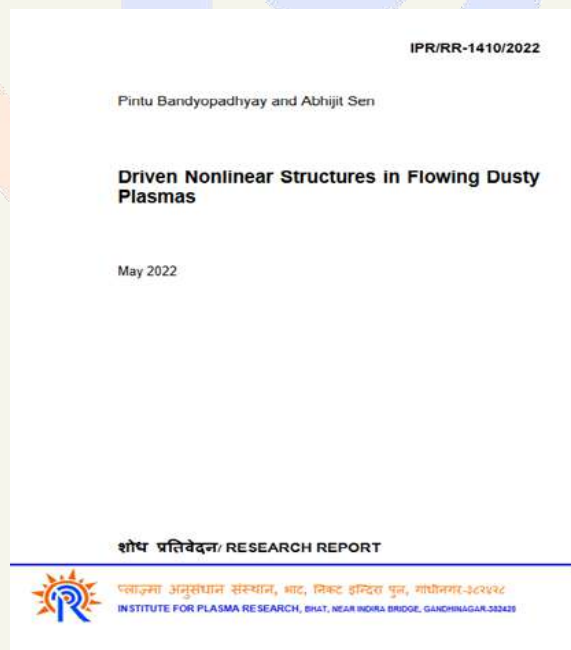 IPR/RR-1410/2022
Pintu Bandyopadhyay and Abhijit Sen
Driven Nonlinear Structures in Flowing Dusty
Plasmas
May 2022
शोध प्रतिवेदन/ RESEARCH REPORT
प्लाज़्मा अनुसंधान संस्थान, भाट, निकट इन्दिरा पुल, गांधीनगर-३८२४२८
INSTITUTE FOR PLASMA RESEARCH, BHAT, NEAR INDIRA BRIDGE, GANDHINAGAR-382428